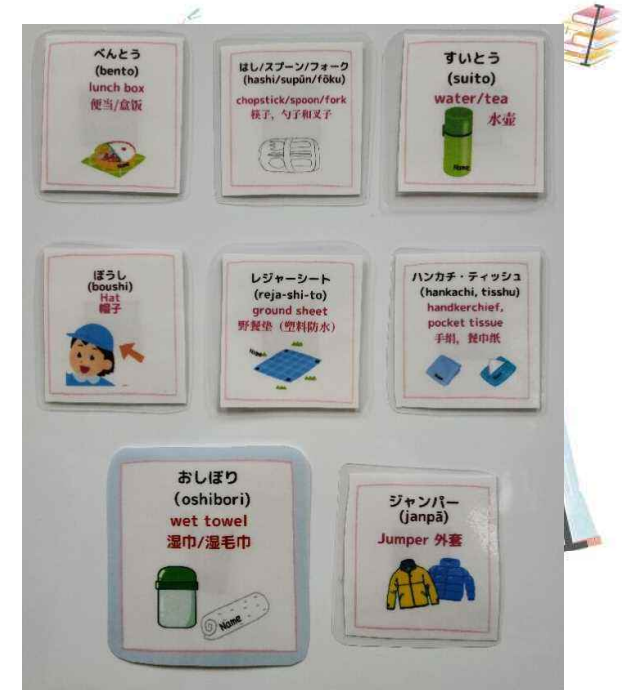 べんとう
(bento)
lunch box
便当/盒饭
はし/スプーン/フォーク
(hashi/supūn/fōku)
chopstick/spoon/fork
筷子, 勺子和叉子
すいとう
(suito)
water/tea
水壶
Name
ぼうし
(boushi)
Hat
帽子
レジャーシート
(reja-shi-to)
ground sheet
野餐垫（塑料防水）
Name
ハンカチ・ティッシュ
(hankachi, tisshu)
handkerchief,
pocket tissue
手绢, 餐巾纸
おしぼり
(oshibori)
wet towel
湿巾/湿毛巾
Name
ジャンパー
(janpā)
Jumper 外套